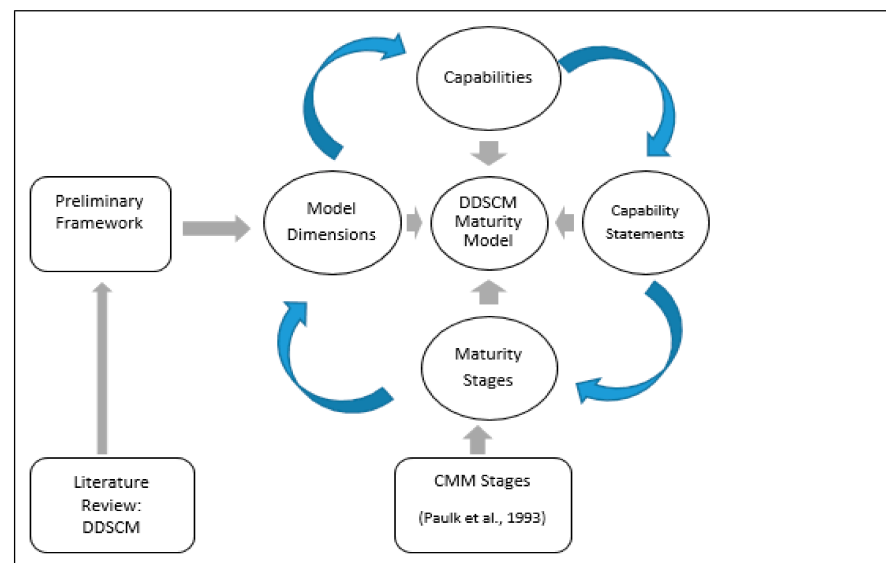 Capabilities
Preliminary
Framework
Model
Dimensions
DDSCM
Maturity
Model
Capability
Statements
Maturity
Stages
Literature
Review:
DDSCM
CMM Stages
(Paulk et al., 1993)